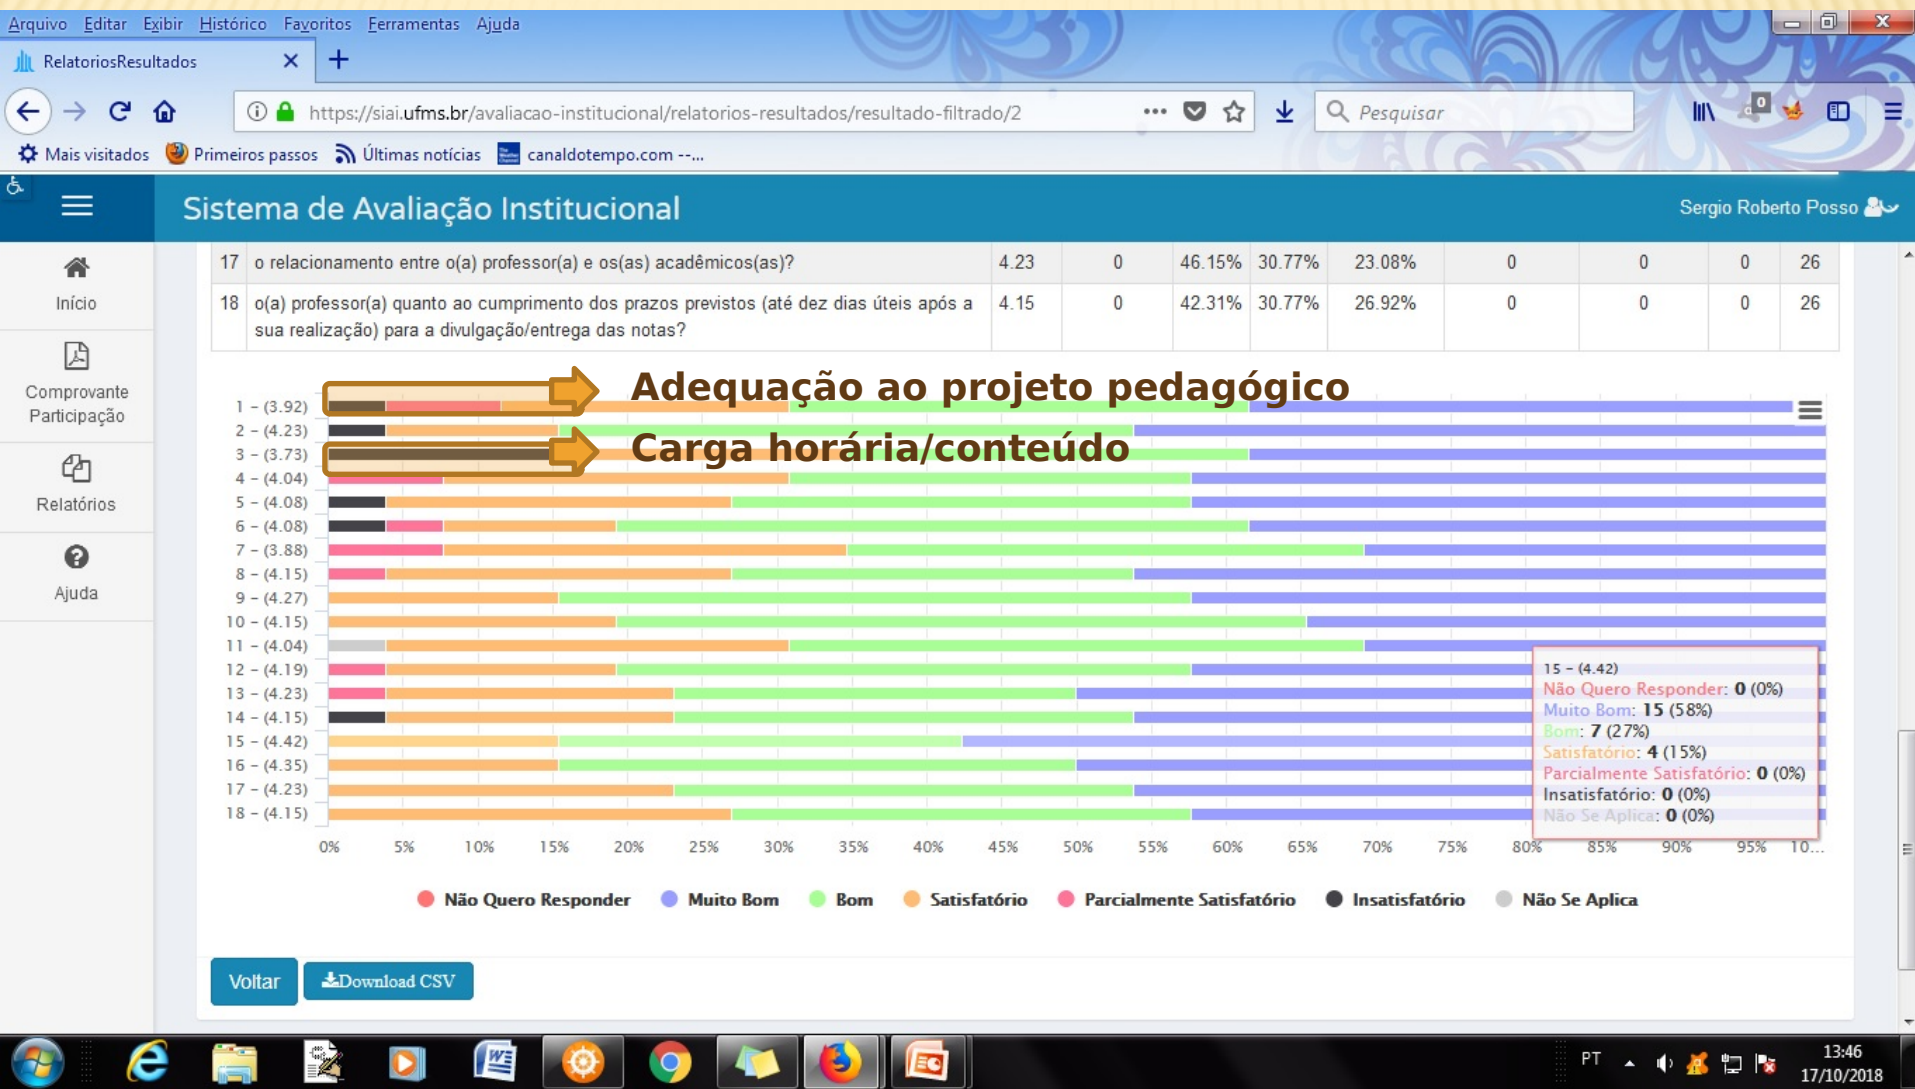 Arquivo Editar Exibir Histórico Favoritos Ferramentas Ajuda
RelatoriosResultados
https://siai.ufms.br/avaliacao-institucional/relatorios-resultados/resultado-filtrado/2
Pesquisar
0
Mais visitados Primeiros passos Últimas notícias canaldotempo.com --...
Sistema de Avaliação Institucional
Sergio Roberto Posso
Início
Comprovante
Participação
Relatórios
Ajuda
17 o relacionamento entre o(a) professor(a) e os(as) acadêmicos(as)? 4.23 0 46.15% 30.77% 23.08% 0 0 0 26
18 o(a) professor(a) quanto ao cumprimento dos prazos previstos (até dez dias úteis após a 4.15 0 42.31% 30.77% 26.92% 0 0 0 26
sua realização) para a divulgação/entrega das notas?
Adequação ao projeto pedagógico
Carga horária/conteúdo
1 – (3.92)
2 – (4.23)
3 – (3.73)
4 – (4.04)
5 – (4.08)
6 – (4.08)
7 – (3.88)
8 – (4.15)
9 – (4.27)
10 – (4.15)
11 – (4.04)
12 – (4.19)
13 – (4.23)
14 – (4.15)
15 – (4.42)
16 – (4.35)
17 – (4.23)
18 – (4.15)
15 – (4.42)
Não Quero Responder: 0 (0%)
Muito Bom: 15 (58%)
Bom: 7 (27%)
Satisfatório: 4 (15%)
Parcialmente Satisfatório: 0 (0%)
Insatisfatório: 0 (0%)
Não Se Aplica: 0 (0%)
0% 5% 10% 15% 20% 25% 30% 35% 40% 45% 50% 55% 60% 65% 70% 75% 80% 85% 90% 95% 10...
Não Quero Responder Muito Bom Bom Satisfatório Parcialmente Satisfatório Insatisfatório Não Se Aplica
Voltar
Download CSV
PT
13:46
17/10/2018